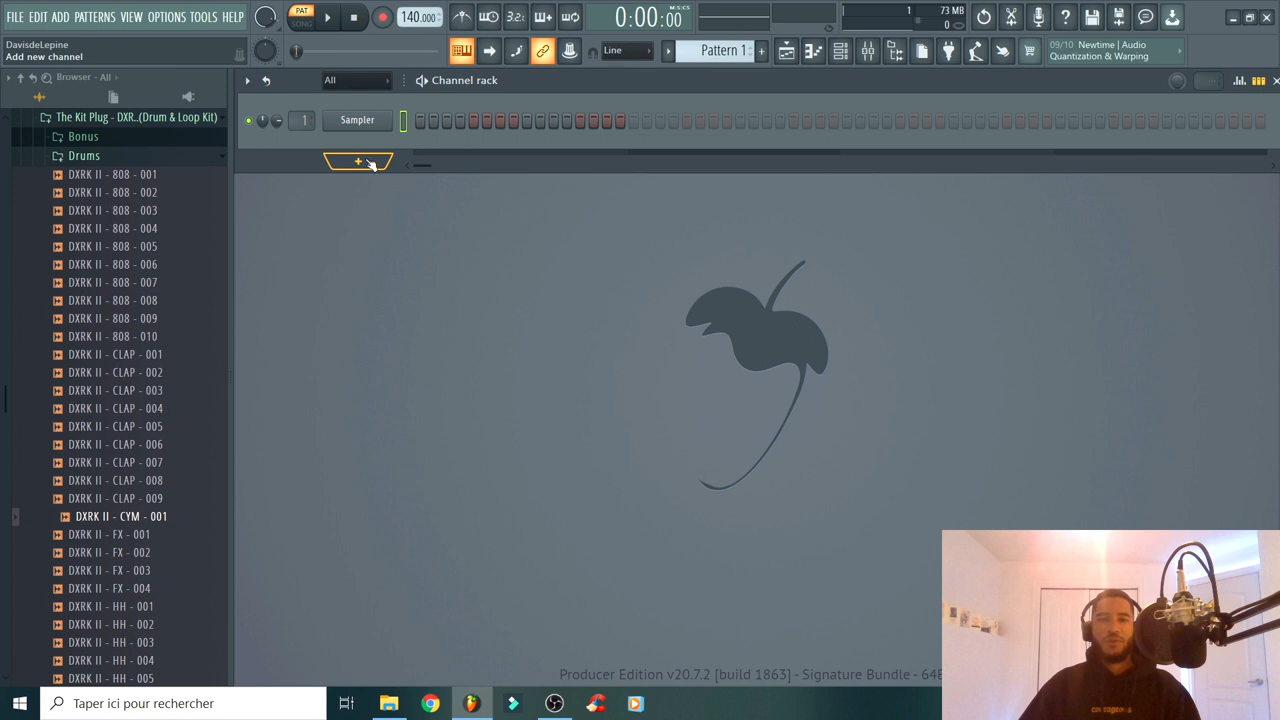 FILE EDIT ADD PATTERNS VIEW OPTIONS TOOLS HELP
PAT
SONG
140.000
3.2.
M:S:CS
0:00:00
1
73 MB
0
DavisdeLepine
Add new channel
Line
Pattern 1
+
09/10 Newtime | Audio
Quantization & Warping
Browser - All
All
Channel rack
1
Sampler
+
The Kit Plug - DXR..(Drum & Loop Kit)
Bonus
Drums
DXRK II - 808 - 001
DXRK II - 808 - 002
DXRK II - 808 - 003
DXRK II - 808 - 004
DXRK II - 808 - 005
DXRK II - 808 - 006
DXRK II - 808 - 007
DXRK II - 808 - 008
DXRK II - 808 - 009
DXRK II - 808 - 010
DXRK II - CLAP - 001
DXRK II - CLAP - 002
DXRK II - CLAP - 003
DXRK II - CLAP - 004
DXRK II - CLAP - 005
DXRK II - CLAP - 006
DXRK II - CLAP - 007
DXRK II - CLAP - 008
DXRK II - CLAP - 009
DXRK II - CYM - 001
DXRK II - FX - 001
DXRK II - FX - 002
DXRK II - FX - 003
DXRK II - FX - 004
DXRK II - HH - 001
DXRK II - HH - 002
DXRK II - HH - 003
DXRK II - HH - 004
DXRK II - HH - 005
Producer Edition v20.7.2 [build 1863] - Signature Bundle - 64B
Taper ici pour rechercher